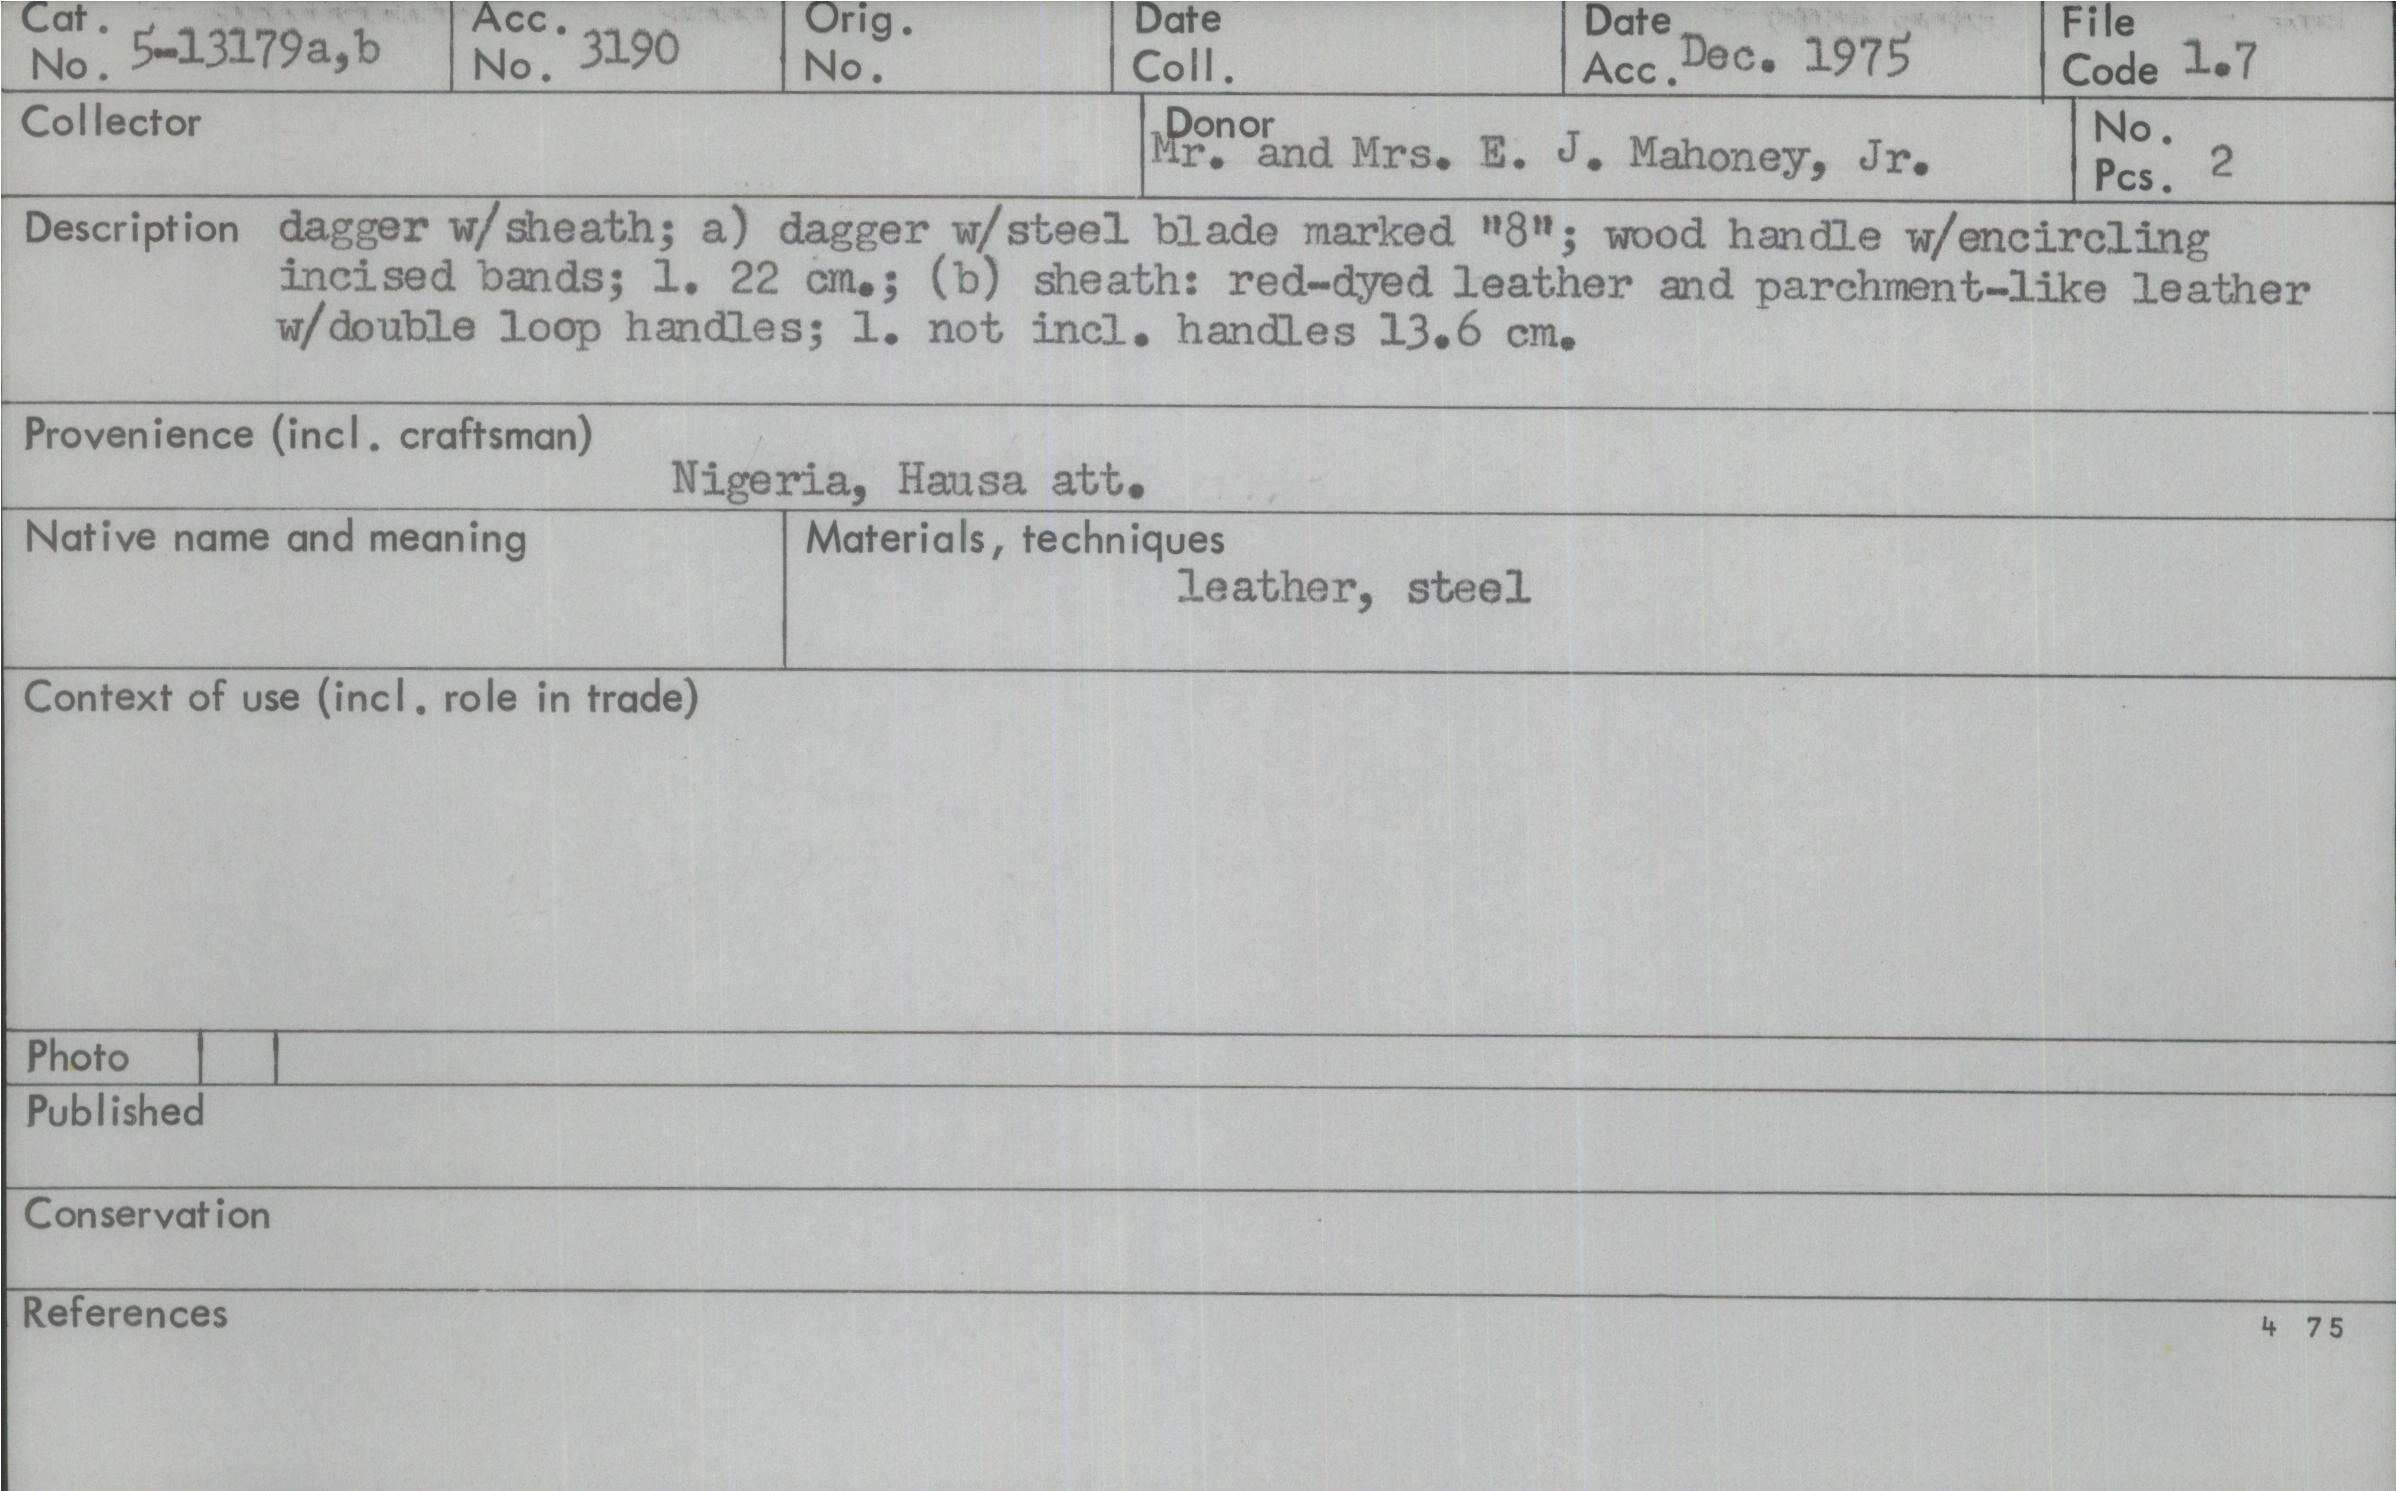 Cat. No. 5-13179a,b
Acc. No. 3190
Orig. No.
Date Coll.
Date Acc. Dec. 1975
File Code 1.7
Collector
Donor
Mr. and Mrs. E. J. Mahoney, Jr.
No. Pcs. 2
Description dagger w/sheath; a) dagger w/steel blade marked "8"; wood handle w/encircling
incised bands; l. 22 cm.; (b) sheath: red-dyed leather and parchment-like leather
w/double loop handles; l. not incl. handles 13.6 cm.
Provenience (incl. craftsman)
Nigeria, Hausa att.
Native name and meaning
Materials, techniques
leather, steel
Context of use (incl. role in trade)
Photo
Published
Conservation
References
4 75